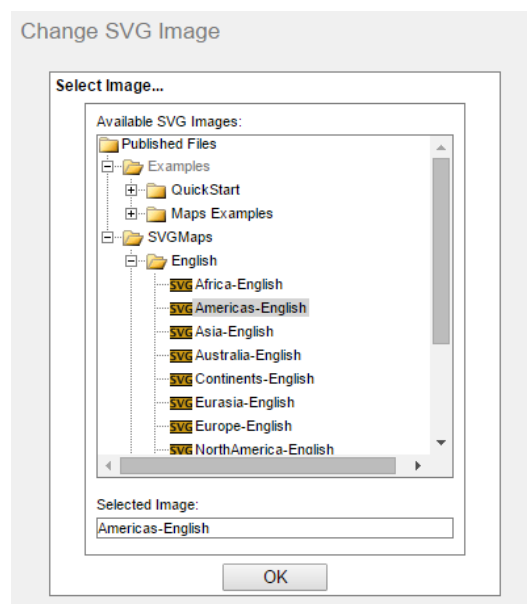 Change SVG Image
Select Image...
Available SVG Images:
Published Files
Examples
QuickStart
Maps Examples
SVGMaps
English
SVG Africa-English
SVG Americas-English
SVG Asia-English
SVG Australia-English
SVG Continents-English
SVG Eurasia-English
SVG Europe-English
SVG NorthAmerica-English
Selected Image:
Americas-English
OK